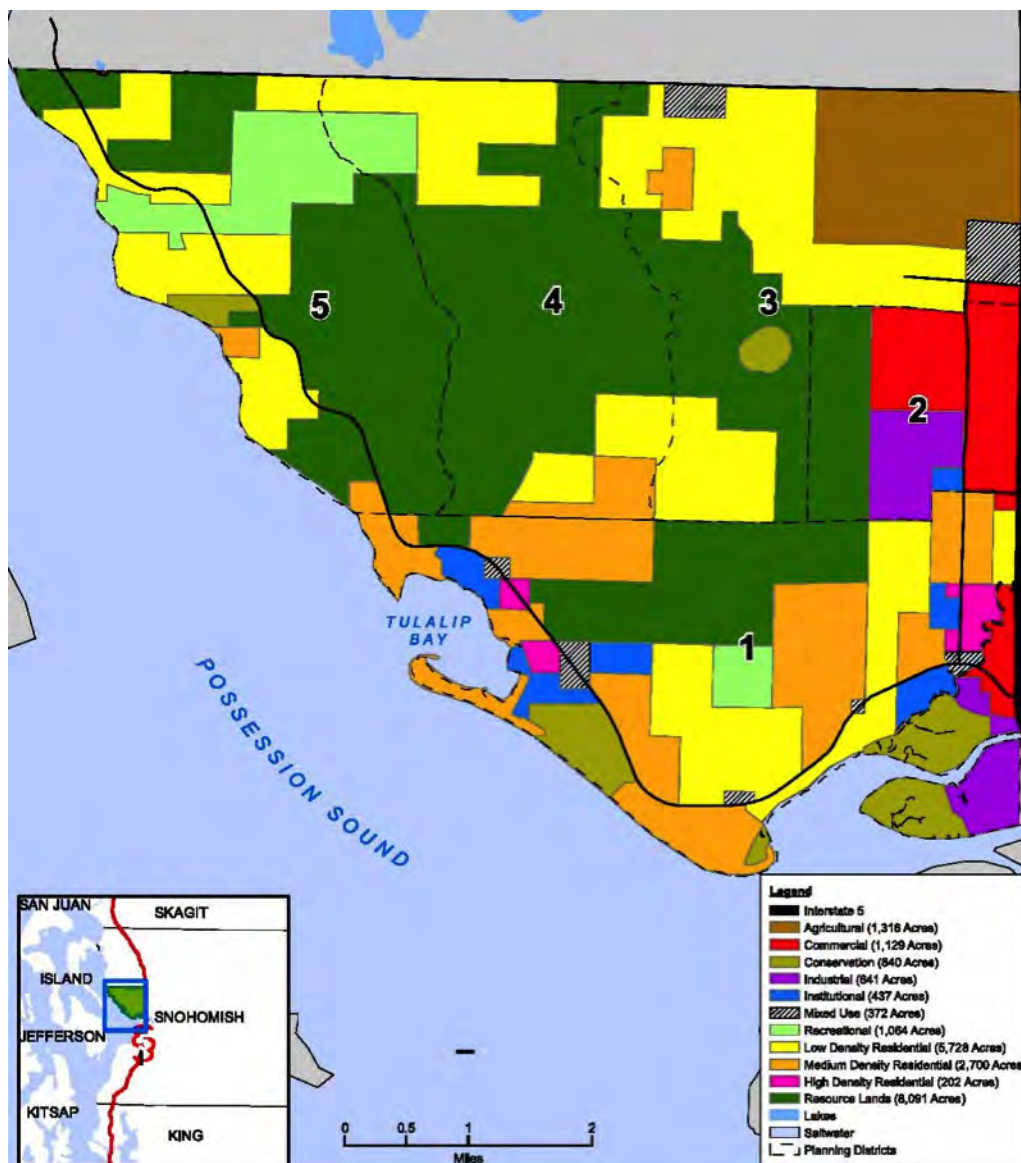 5
4
3
2
1
TULALIP
BAY
POSSESSION SOUND
SAN JUAN
SKAGIT
ISLAND
SNOHOMISH
JEFFERSON
KITSAP
KING
0 0.5 1 2
Miles
Legend
Interstate 5
Agricultural (1,316 Acres)
Commercial (1,129 Acres)
Conservation (840 Acres)
Industrial (841 Acres)
Institutional (437 Acres)
Mixed Use (372 Acres)
Recreational (1,064 Acres)
Low Density Residential (5,728 Acres)
Medium Density Residential (2,700 Acres)
High Density Residential (202 Acres)
Resource Lands (8,091 Acres)
Lakes
Saltwater
Planning Districts